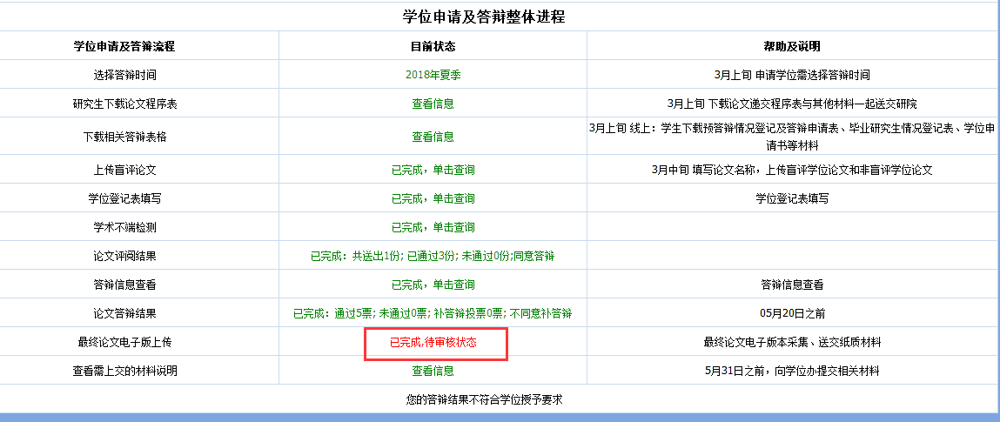 学位申请及答辩整体进程
学位申请及答辩流程 目前状态 帮助及说明
选择答辩时间 2018年夏季 3月上旬 申请学位需选择答辩时间
研究生下载论文程序表 查看信息 3月上旬 下载论文递交程序表与其他材料一起送交研院
下载相关答辩表格 查看信息 3月上旬 线上：学生下载预答辩情况登记及答辩申请表、毕业研究生情况登记表、学位申
请书等材料
上传盲评论文 已完成，单击查询 3月中旬 填写论文名称，上传盲评学位论文和非盲评学位论文
学位登记表填写 已完成，单击查询 学位登记表填写
学术不端检测 已完成，单击查询
论文评阅结果 已完成：共送出1份; 已通过3份; 未通过0份;同意答辩
答辩信息查看 已完成，单击查询 答辩信息查看
论文答辩结果 已完成：通过5票; 未通过0票; 补答辩投票0票; 不同意补答辩 05月20日之前
最终论文电子版上传 已完成,待审核状态 最终论文电子版本采集、送交纸质材料
查看需上交的材料说明 查看信息 5月31日之前，向学位办提交相关材料
您的答辩结果不符合学位授予要求